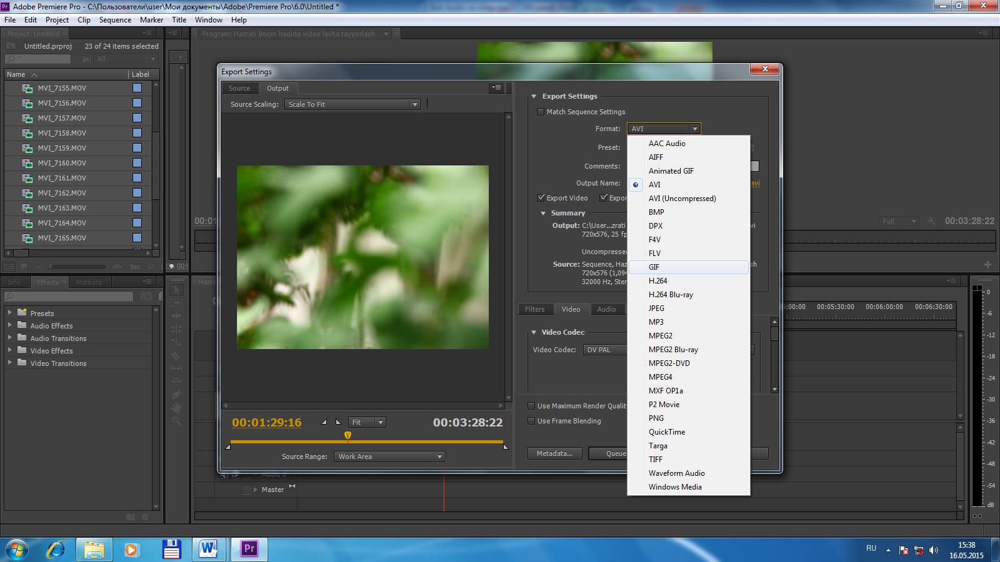 Adobe Premiere Pro - C:\Пользователи\user\Мои документы\Adobe\Premiere Pro\6.0\Untitled *
File Edit Project Clip Sequence Marker Title Window Help
Project: Untitled
Program: Hazrati Imom haqida video lavha tayyorlash
Untitled.prproj 23 of 24 items selected
In: All
Name Label
MVI_7155.MOV
MVI_7156.MOV
MVI_7157.MOV
MVI_7158.MOV
MVI_7159.MOV
MVI_7160.MOV
MVI_7161.MOV
MVI_7162.MOV
MVI_7163.MOV
MVI_7164.MOV
MVI_7165.MOV
Info Effects Markers
Presets
Audio Effects
Audio Transitions
Video Effects
Video Transitions
Export Settings
Source Output
Source Scaling: Scale To Fit
00:01:29:16 Fit 00:03:28:22
Source Range: Work Area
Export Settings
Match Sequence Settings
Format: AVI
Preset:
Comments:
Output Name: avi
Export Video Expor
Summary
Output: C:\User...zrati vi
720x576, 25 fp
Uncompresse
Source: Sequence, Haz sh
720x576 (1,094
32000 Hz, Ster
Filters Video Audio
Video Codec
Video Codec: DV PAL
Use Maximum Render Qualit
Use Frame Blending
Metadata... Queue
AAC Audio
AIFF
Animated GIF
AVI
AVI (Uncompressed)
BMP
DPX
F4V
FLV
GIF
H.264
H.264 Blu-ray
JPEG
MP3
MPEG2
MPEG2 Blu-ray
MPEG2-DVD
MPEG4
MXF OP1a
P2 Movie
PNG
QuickTime
Targa
TIFF
Waveform Audio
Windows Media
00:01
Full 00:03:28:22
00:0
Hazra
5:00:00 00:05:30:00 00:06:00:00 00:06:30:00
0
-6
-12
-18
-24
-30
-36
-42
-48
-54
dB
Master
RU 15:38
16.05.2015